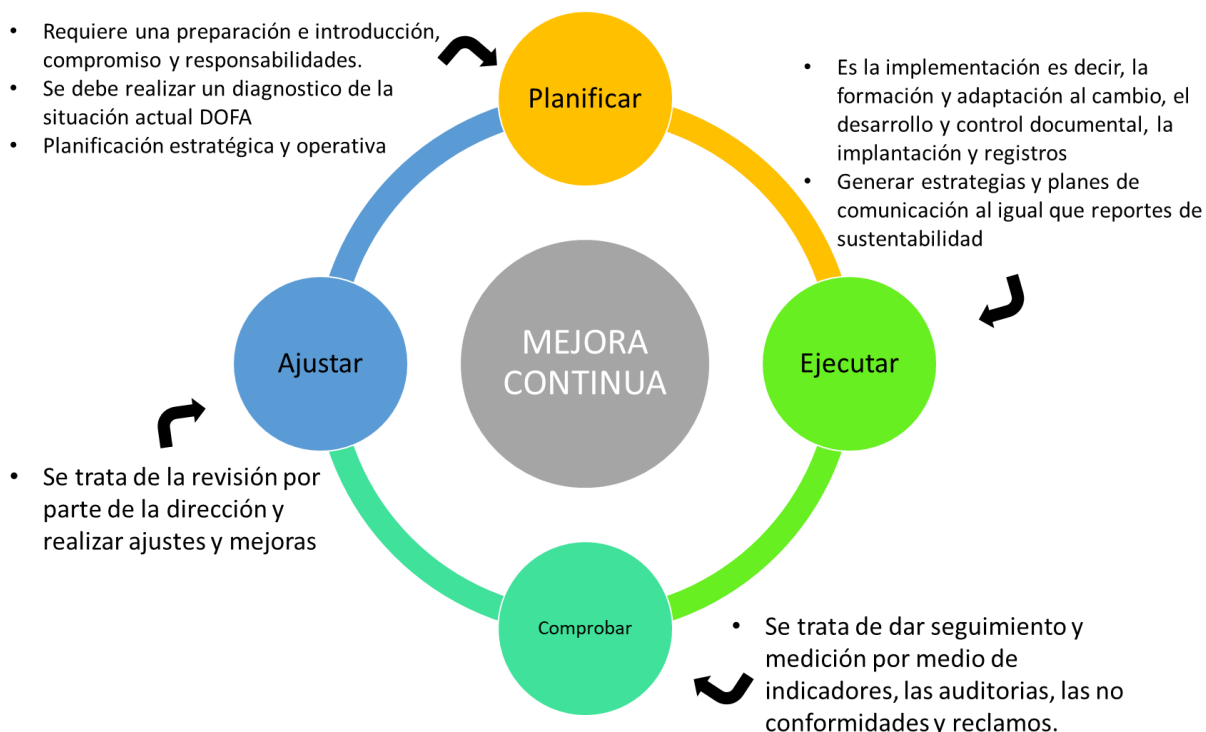 • Requiere una preparación e introducción,
compromiso y responsabilidades.
• Se debe realizar un diagnostico de la
situación actual DOFA
• Planificación estratégica y operativa
Planificar
• Es la implementación es decir, la
formación y adaptación al cambio, el
desarrollo y control documental, la
implantación y registros
• Generar estrategias y planes de
comunicación al igual que reportes de
sustentabilidad
Ajustar
MEJORA
CONTINUA
Ejecutar
• Se trata de la revisión por
parte de la dirección y
realizar ajustes y mejoras
Comprobar
• Se trata de dar seguimiento y
medición por medio de
indicadores, las auditorias, las no
conformidades y reclamos.